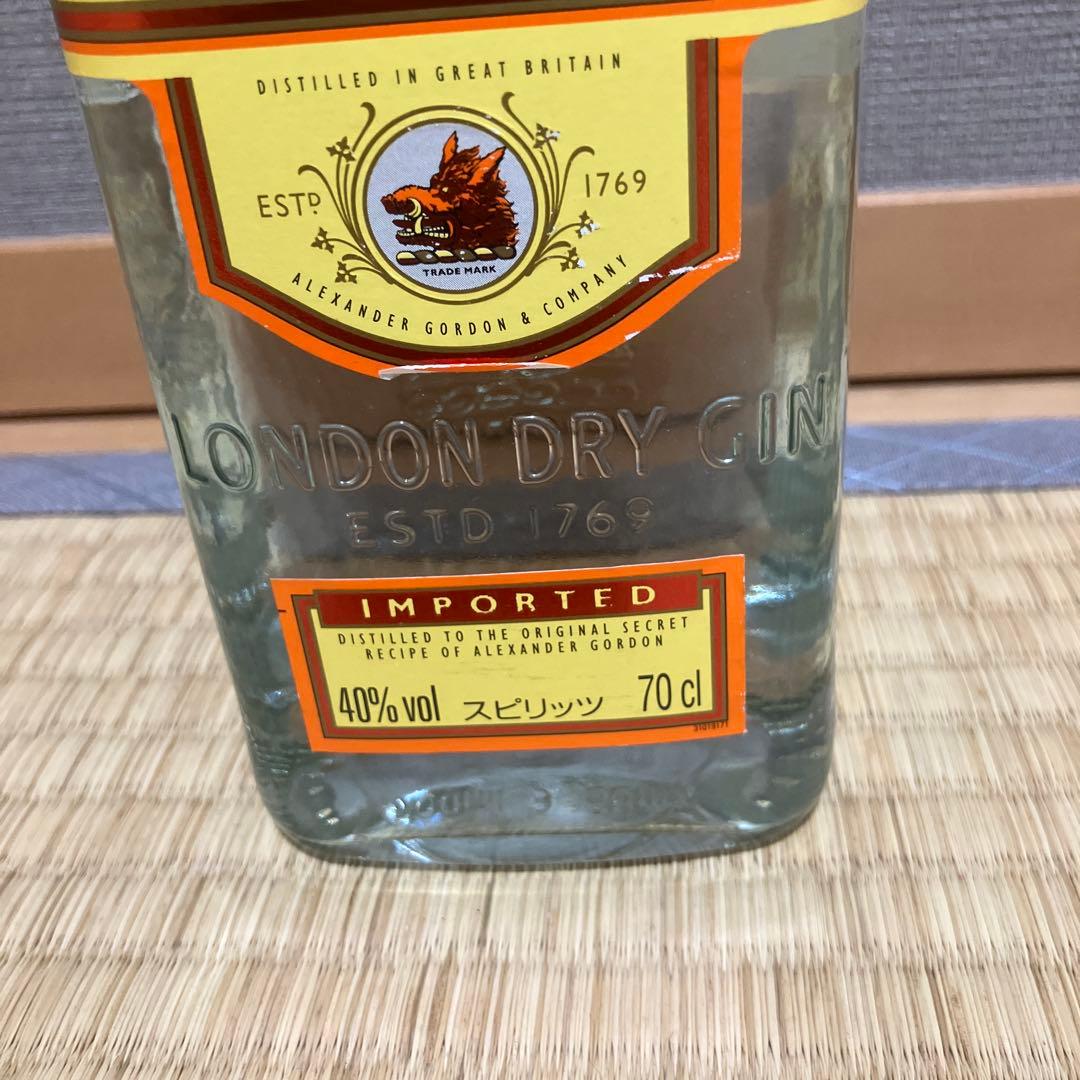 DISTILLED IN GREAT BRITAIN
ESTD. 1769
TRADE MARK
ALEXANDER GORDON & COMPANY
LONDON DRY GIN
ESTD 1769
IMPORTED
DISTILLED TO THE ORIGINAL SECRET
RECIPE OF ALEXANDER GORDON
40% vol スピリッツ 70 cl